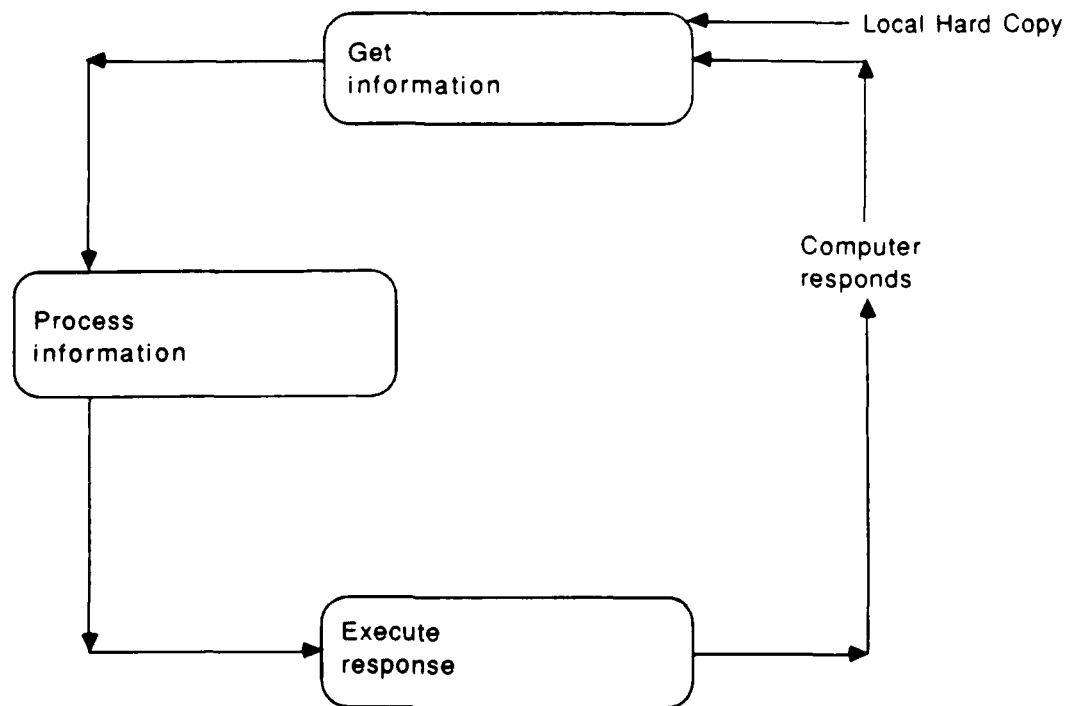 Local Hard Copy
Get
information
Computer
responds
Process
information
Execute
response